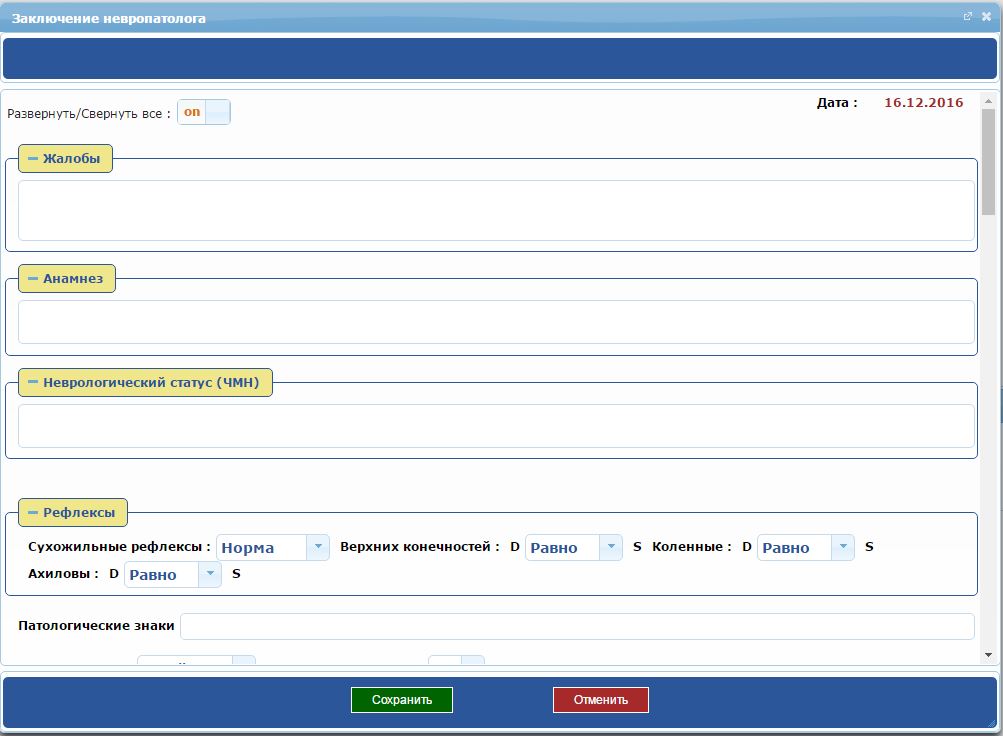 Заключение невропатолога
Дата : 16.12.2016
Развернуть/Свернуть все : on
Жалобы
Анамнез
Неврологический статус (ЧМН)
Рефлексы
Сухожильные рефлексы : Норма Верхних конечностей : D Равно S Коленные : D Равно S
Ахиловы : D Равно S
Патологические знаки
Сохранить Отменить